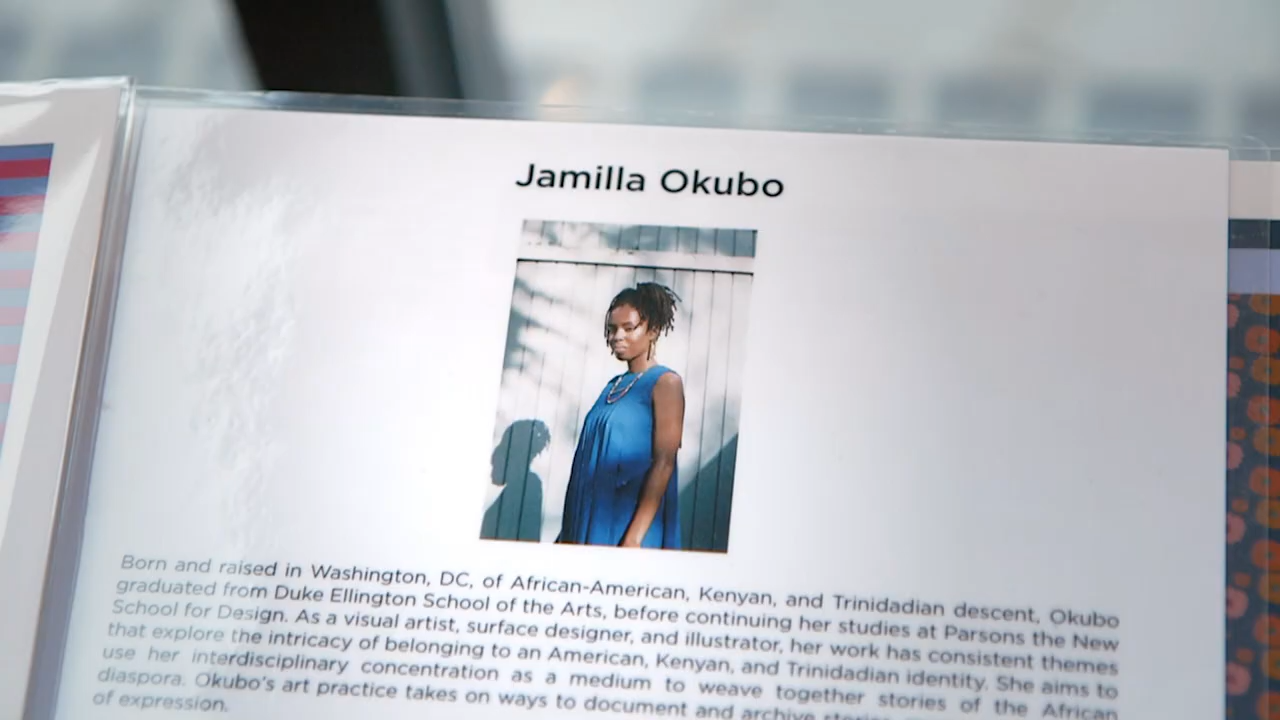 Jamilla Okubo
Born and raised in Washington, DC, of African-American, Kenyan, and Trinidadian descent, Okubo
graduated from Duke Ellington School of the Arts, before continuing her studies at Parsons the New
School for Design. As a visual artist, surface designer, and illustrator, her work has consistent themes
that explore the intricacy of belonging to an American, Kenyan, and Trinidadian identity. She aims to
use her interdisciplinary concentration as a medium to weave together stories of the African
diaspora. Okubo's art practice takes on ways to document and archive
of expression.